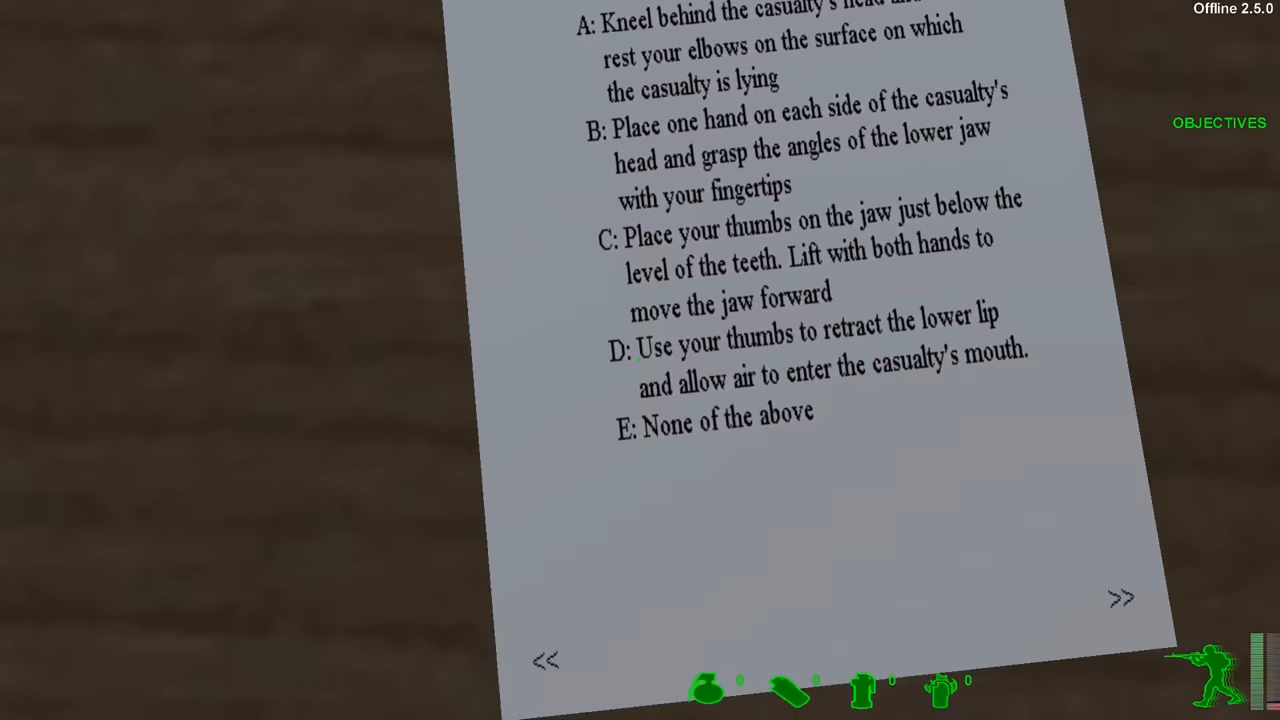 Offline 2.5.0
A: Kneel behind the casualty's head
rest your elbows on the surface on which
the casualty is lying
OBJECTIVES
B: Place one hand on each side of the casualty's
head and grasp the angles of the lower jaw
with your fingertips
C: Place your thumbs on the jaw just below the
level of the teeth. Lift with both hands to
move the jaw forward
D: Use your thumbs to retract the lower lip
and allow air to enter the casualty's mouth.
E: None of the above
>>
<<
0
0
0
0